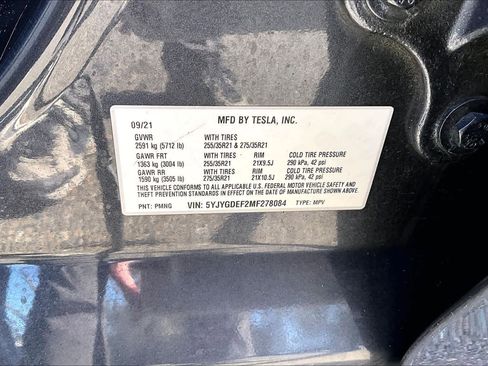 09/21 MFD BY TESLA, INC.
GVWR WITH TIRES
2591 kg (5712 lb) 255/35R21 & 275/35R21
GAWR FRT WITH TIRES RIM COLD TIRE PRESSURE
1363 kg (3004 lb) 255/35R21 21X9.5J 290 kPa, 42 psi
GAWR RR WITH TIRES RIM COLD TIRE PRESSURE
1590 kg (3505 lb) 275/35R21 21X10.5J 290 kPa, 42 psi
THIS VEHICLE CONFORMS TO ALL APPLICABLE U.S. FEDERAL MOTOR VEHICLE SAFETY AND
THEFT PREVENTION STANDARDS IN EFFECT ON THE DATE OF MANUFACTURE SHOWN ABOVE.
PNT: PMNG VIN: 5YJYGDEF2MF278084 TYPE: MPV